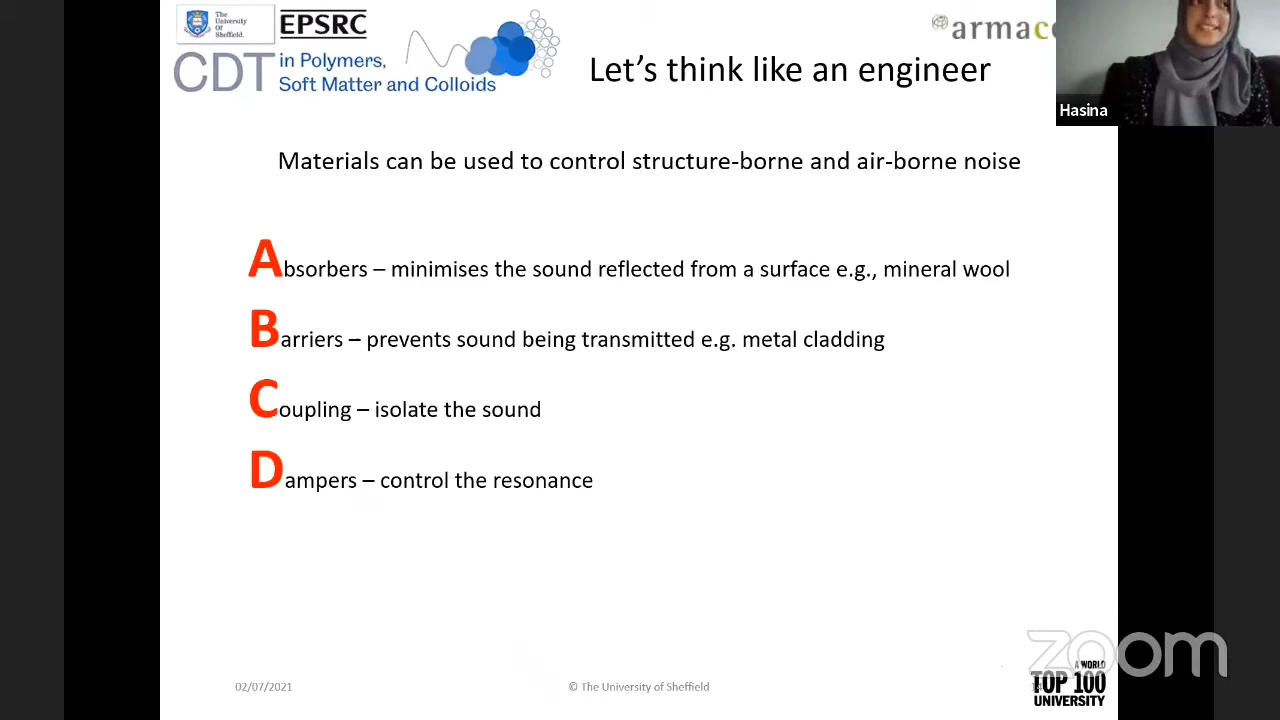 The
University
Of
Sheffield.
EPSRC
CDT
in Polymers,
Soft Matter and Colloids
Let's think like an engineer
Hasina
Materials can be used to control structure-borne and air-borne noise
Absorbers – minimises the sound reflected from a surface e.g., mineral wool
Barriers – prevents sound being transmitted e.g. metal cladding
Coupling – isolate the sound
Dampers – control the resonance
02/07/2021
© The University of Sheffield
zoom
A WORLD
TOP 100
UNIVERSITY